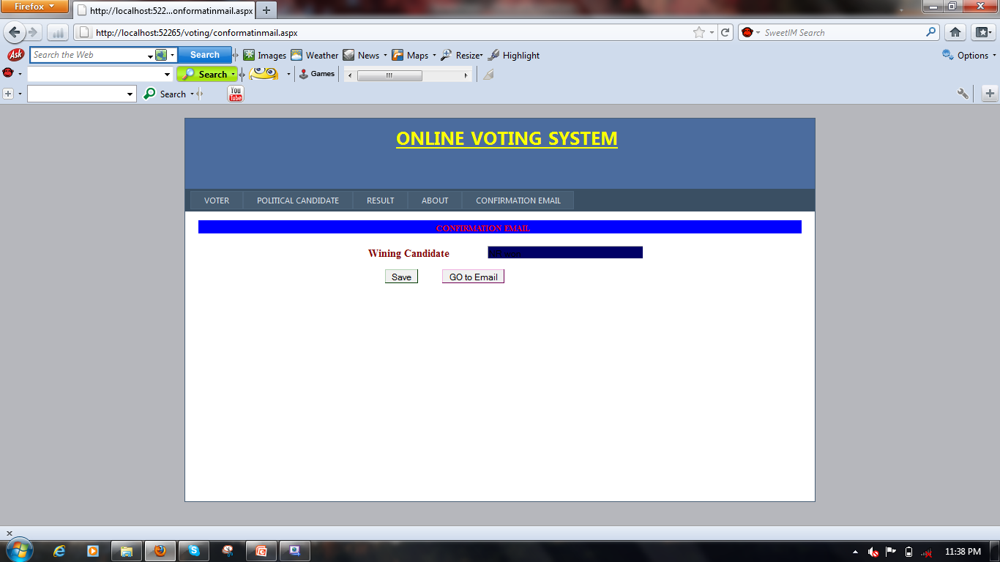 Firefox
http://localhost:522...onformatinmail.aspx
http://localhost:52265/voting/conformatinmail.aspx
SweetIM Search
Ask Search the Web Search Images Weather News Maps Resize Highlight Options
Search Games
Search You Tube
ONLINE VOTING SYSTEM
VOTER POLITICAL CANDIDATE RESULT ABOUT CONFIRMATION EMAIL
CONFIRMATION EMAIL
Wining Candidate
Save GO to Email
11:38 PM